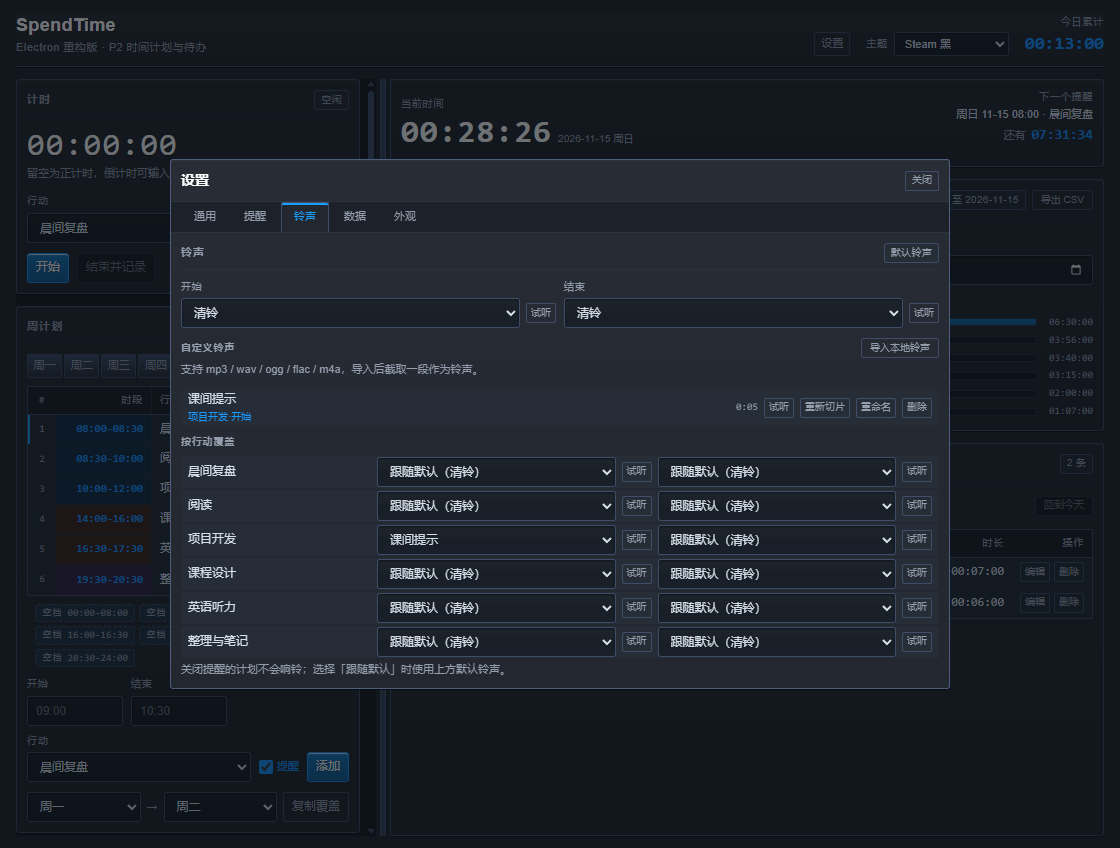 SpendTime
Electron 重构版 · P2 时间计划与待办
设置
主题
Steam 黑
今日累计
00:13:00
计时
空闲
00:00:00
留空为正计时，倒计时可输入
行动
晨间复盘
开始
结束并记录
当前时间
00:28:26 2026-11-15 周日
下一个提醒
周日 11-15 08:00 · 晨间复盘
还有 07:31:34
至 2026-11-15
导出 CSV
06:30:00
03:56:00
03:40:00
03:15:00
02:00:00
01:07:00
2 条
回到今天
时长 操作
00:07:00 编辑 删除
00:06:00 编辑 删除
周计划
周一 周二 周三 周四
# 时段 行
1 08:00-08:30 晨
2 08:30-10:00 阅
3 10:00-12:00 项
4 14:00-16:00 课
5 16:30-17:30 英
6 19:30-20:30 整
空档 00:00-08:00 空档
空档 16:00-16:30 空档
空档 20:30-24:00
开始 结束
09:00 10:30
行动
晨间复盘 提醒 添加
周一 → 周二 复制覆盖
设置
关闭
通用 提醒 铃声 数据 外观
铃声
默认铃声
开始 结束
清铃 试听 清铃 试听
自定义铃声
导入本地铃声
支持 mp3 / wav / ogg / flac / m4a，导入后截取一段作为铃声。
课间提示
项目开发·开始
0:05 试听 重新切片 重命名 删除
按行动覆盖
晨间复盘 跟随默认（清铃） 试听 跟随默认（清铃） 试听
阅读 跟随默认（清铃） 试听 跟随默认（清铃） 试听
项目开发 课间提示 试听 跟随默认（清铃） 试听
课程设计 跟随默认（清铃） 试听 跟随默认（清铃） 试听
英语听力 跟随默认（清铃） 试听 跟随默认（清铃） 试听
整理与笔记 跟随默认（清铃） 试听 跟随默认（清铃） 试听
关闭提醒的计划不会响铃；选择「跟随默认」时使用上方默认铃声。